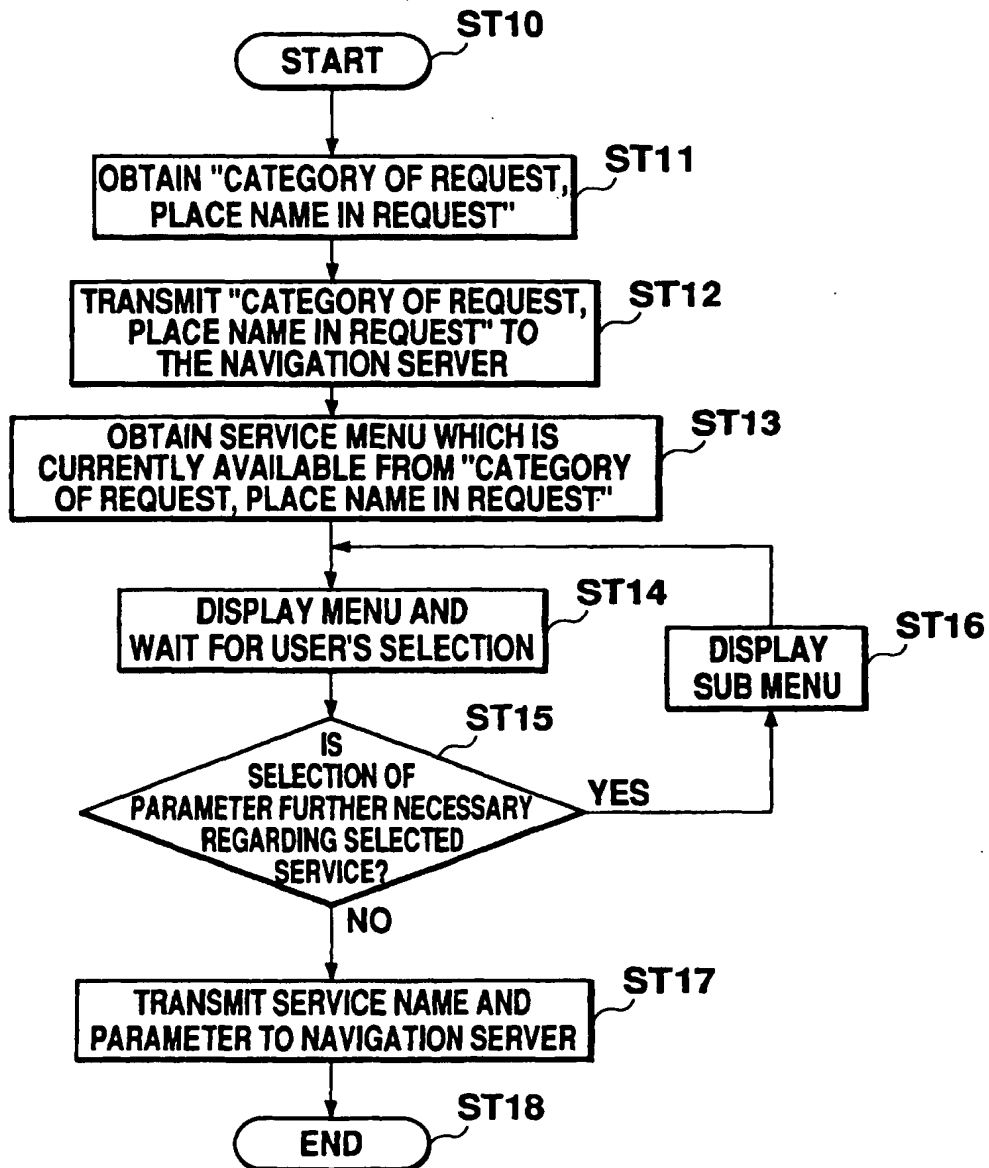 ST10
START
ST11
OBTAIN "CATEGORY OF REQUEST,
PLACE NAME IN REQUEST"
ST12
TRANSMIT "CATEGORY OF REQUEST,
PLACE NAME IN REQUEST" TO
THE NAVIGATION SERVER
ST13
OBTAIN SERVICE MENU WHICH IS
CURRENTLY AVAILABLE FROM "CATEGORY
OF REQUEST, PLACE NAME IN REQUEST"
ST14
DISPLAY MENU AND
WAIT FOR USER'S SELECTION
ST16
DISPLAY
SUB MENU
ST15
IS
SELECTION OF
PARAMETER FURTHER NECESSARY
REGARDING SELECTED
SERVICE?
YES
NO
ST17
TRANSMIT SERVICE NAME AND
PARAMETER TO NAVIGATION SERVER
ST18
END